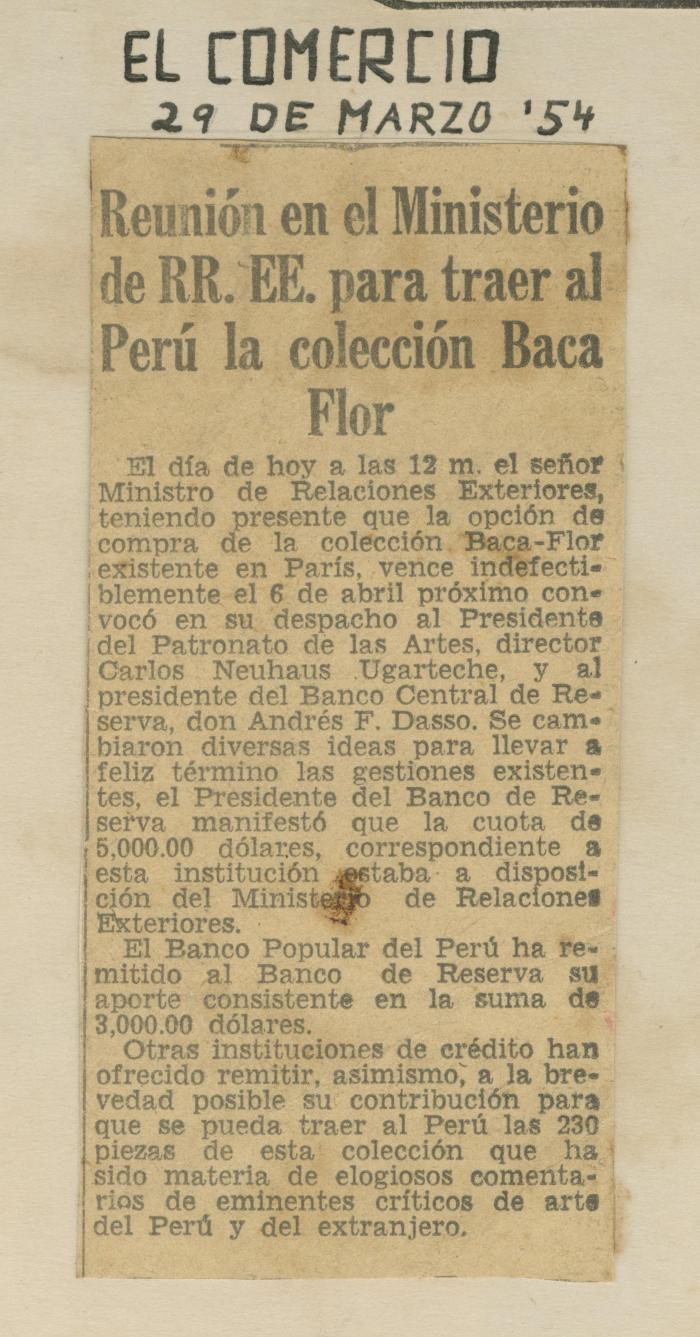 EL COMERCIO
29 DE MARZO '54
Reunión en el Ministerio
de RR. EE. para traer al
Perú la colección Baca
Flor
El día de hoy a las 12 m. el señor
Ministro de Relaciones Exteriores,
teniendo presente que la opción de
compra de la colección Baca-Flor
existente en París, vence indefecti-
blemente el 6 de abril próximo con-
vocó en su despacho al Presidente
del Patronato de las Artes, director
Carlos Neuhaus Ugarteche, y al
presidente del Banco Central de Re-
serva, don Andrés F. Dasso. Se cam-
biaron diversas ideas para llevar a
feliz término las gestiones existen-
tes, el Presidente del Banco de Re-
serva manifestó que la cuota de
5,000.00 dólares, correspondiente a
esta institución estaba a disposi-
ción del Ministerio de Relaciones
Exteriores.
El Banco Popular del Perú ha re-
mitido al Banco de Reserva su
aporte consistente en la suma de
3,000.00 dólares.
Otras instituciones de crédito han
ofrecido remitir, asimismo, a la bre-
vedad posible su contribución para
que se pueda traer al Perú las 230
piezas de esta colección que ha
sido materia de elogiosos comenta-
rios de eminentes críticos de arte
del Perú y del extranjero.